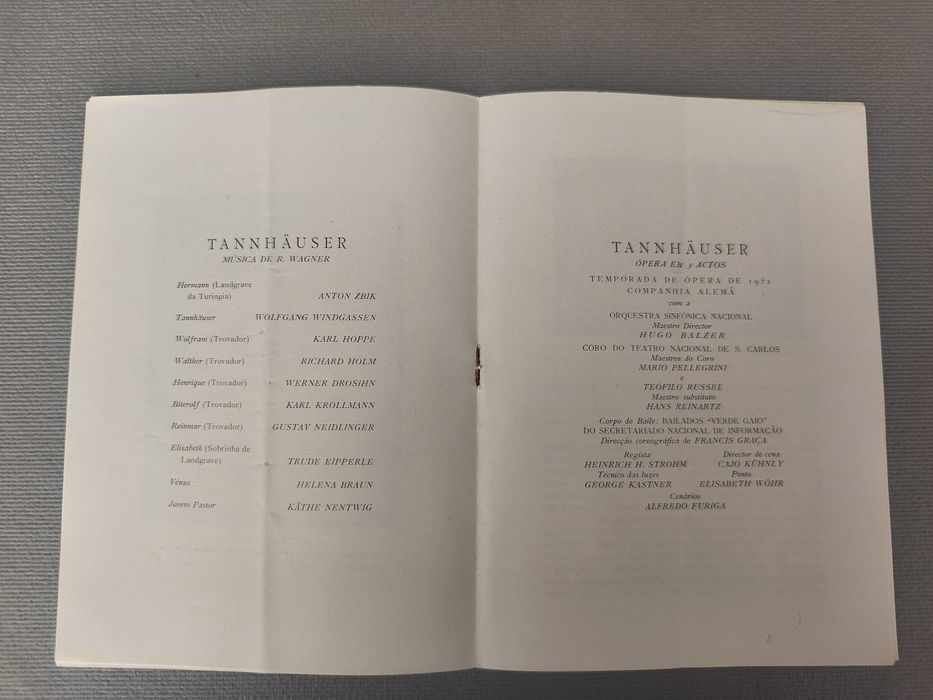 TANNHÄUSER
MÚSICA DE R. WAGNER
Hermann (Landgrave
da Turingia) ANTON ZBIK
Tannhäuser WOLFGANG WINDGASSEN
Wolfram (Trovador) KARL HOPPE
Walther (Trovador) RICHARD HOLM
Henrique (Trovador) WERNER DROSIHN
Biterolf (Trovador) KARL KROLLMANN
Reinmar (Trovador) GUSTAV NEIDLINGER
Elisabeth (Sobrinha de
Landgrave) TRUDE EIPPERLE
Vénus HELENA BRAUN
Jovem Pastor KÄTHE NENTWIG
TANNHÄUSER
ÓPERA EM 3 ACTOS
TEMPORADA DE ÓPERA DE 1952
COMPANHIA ALEMÃ
com a
ORQUESTRA SINFÓNICA NACIONAL
Maestro Director
HUGO BALZER
CORO DO TEATRO NACIONAL DE S. CARLOS
Maestros do Coro
MARIO PELLEGRINI
e
TEÓFILO RUSSEL
Maestro substituto
HANS REINARTZ
Corpo de Baile: BAILADOS "VERDE GAIO"
DO SECRETARIADO NACIONAL DE INFORMAÇÃO
Direcção coreográfica de FRANCIS GRAÇA
Regista Director de cena
HEINRICH H. STROHM CAJO KÜHNLY
Técnico das luzes Ponto
GEORGE KASTNER ELISABETH WÖHR
Cenários
ALFREDO FURIGA